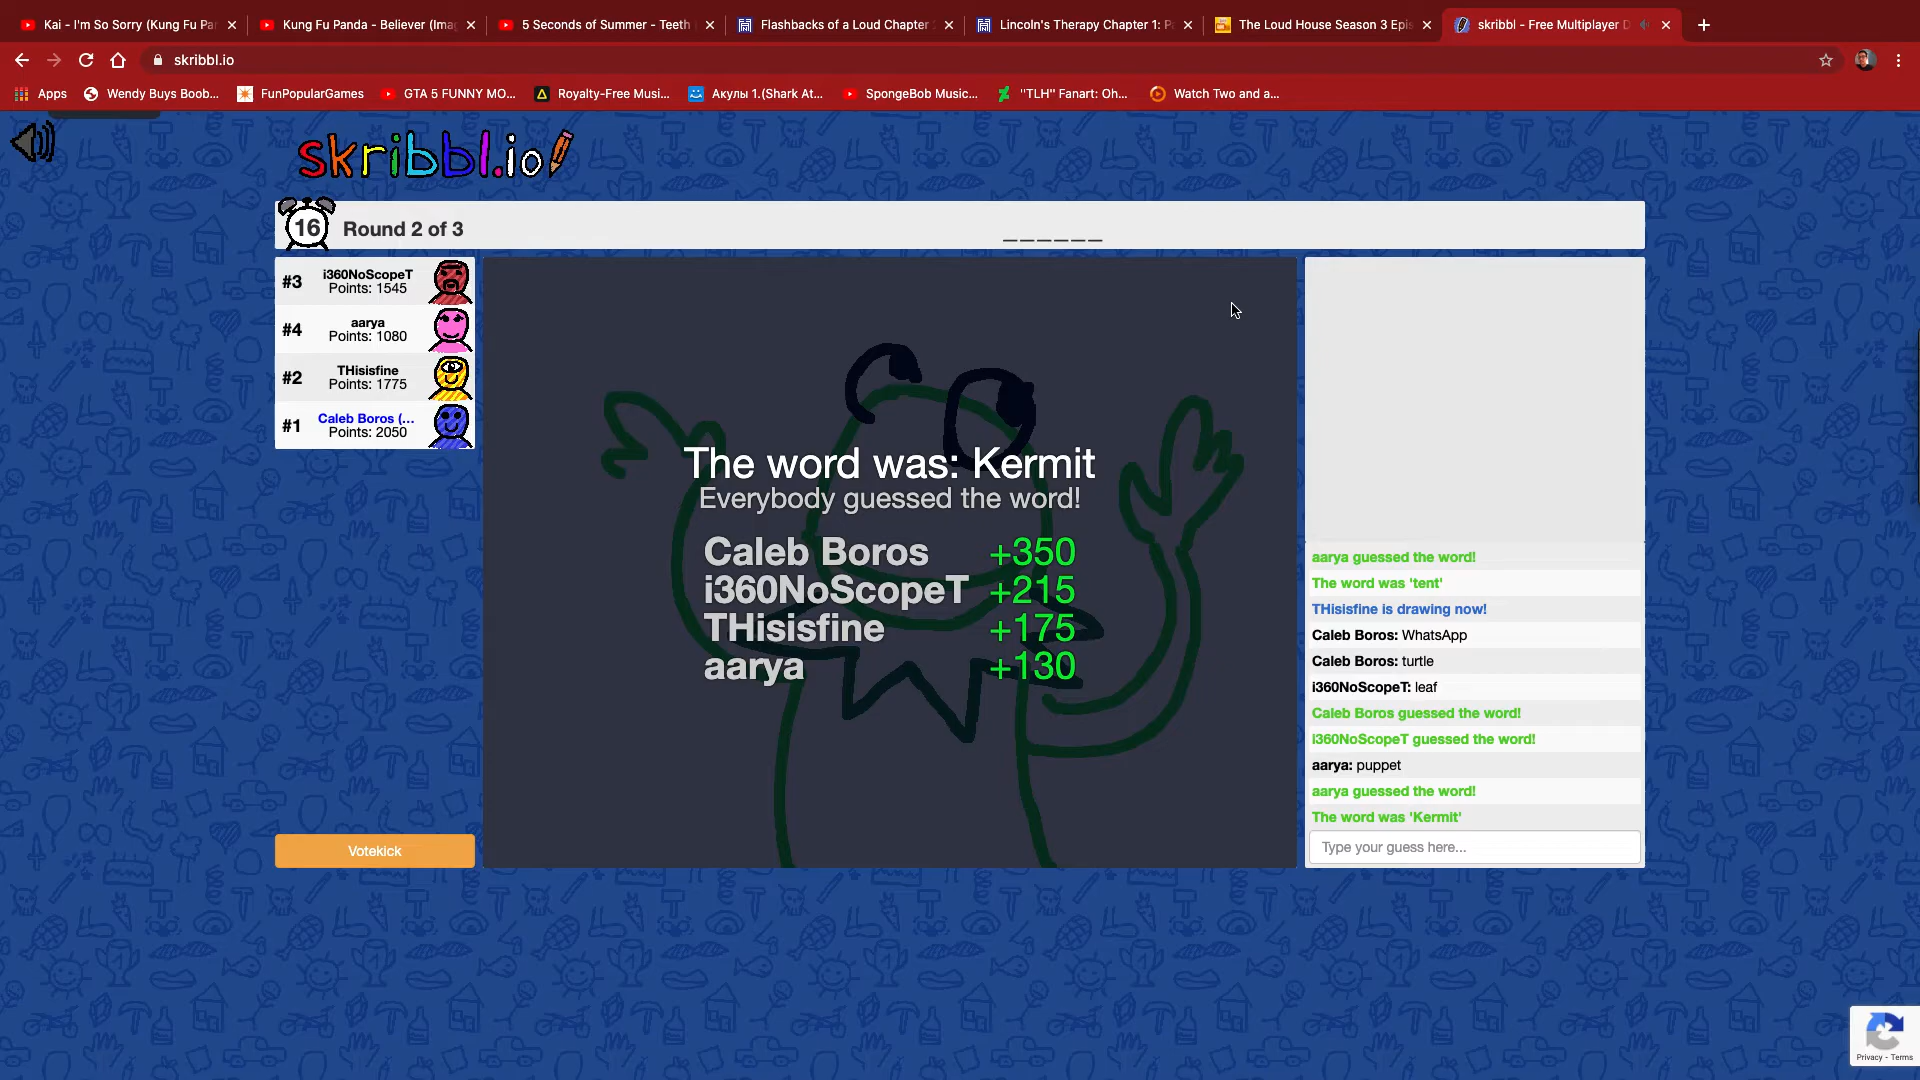 Kai - I'm So Sorry (Kung Fu Pa
Kung Fu Panda - Believer (Imag
5 Seconds of Summer - Teeth
Flashbacks of a Loud Chapter
Lincoln's Therapy Chapter 1: P
The Loud House Season 3 Epis
skribbl - Free Multiplayer D
skribbl.io
Apps
Wendy Buys Boob...
FunPopularGames
GTA 5 FUNNY MO...
Royalty-Free Musi...
Акулы 1.(Shark At...
SpongeBob Music...
"TLH" Fanart: Oh...
Watch Two and a...
skribbl.io
16
Round 2 of 3
______
#3
i360NoScopeT
Points: 1545
#4
aarya
Points: 1080
#2
THisisfine
Points: 1775
#1
Caleb Boros (...
Points: 2050
Votekick
The word was: Kermit
Everybody guessed the word!
Caleb Boros +350
i360NoScopeT +215
THisisfine +175
aarya +130
aarya guessed the word!
The word was 'tent'
THisisfine is drawing now!
Caleb Boros: WhatsApp
Caleb Boros: turtle
i360NoScopeT: leaf
Caleb Boros guessed the word!
i360NoScopeT guessed the word!
aarya: puppet
aarya guessed the word!
The word was 'Kermit'
Type your guess here...
Privacy - Terms